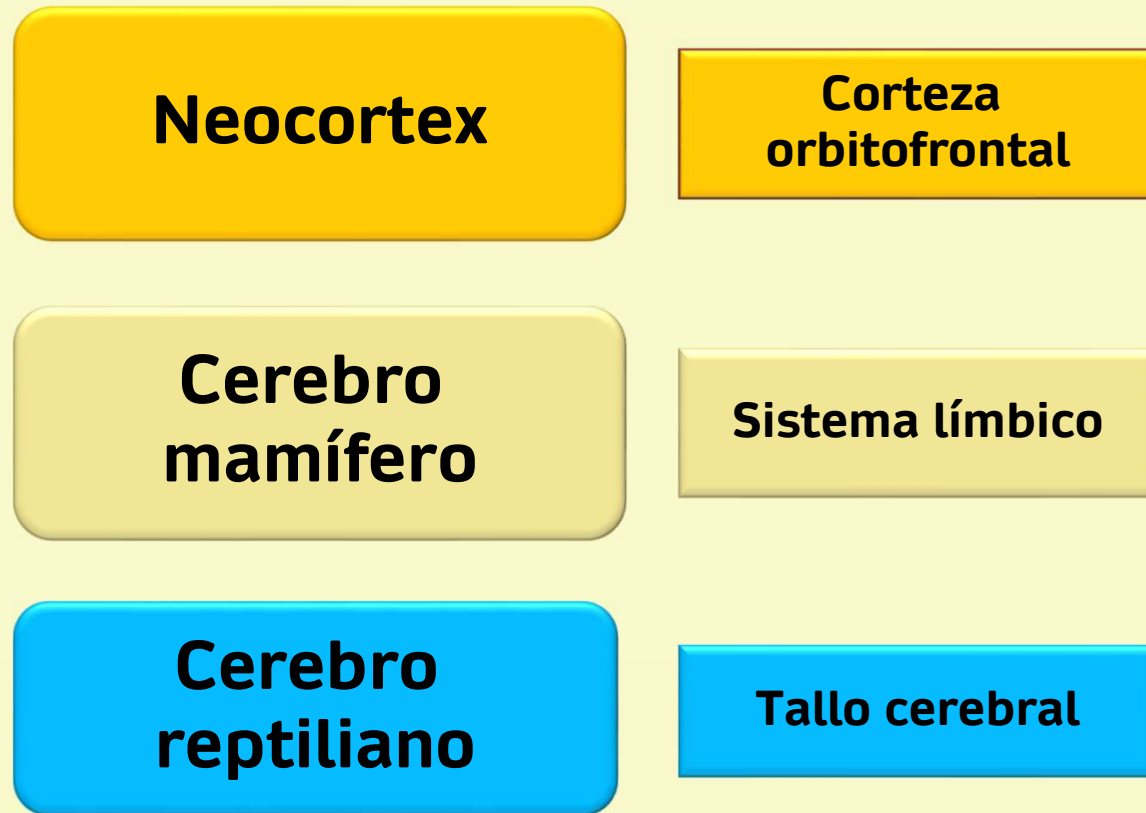 Neocortex
Corteza
orbitofrontal
Cerebro
mamífero
Sistema límbico
Cerebro
reptiliano
Tallo cerebral